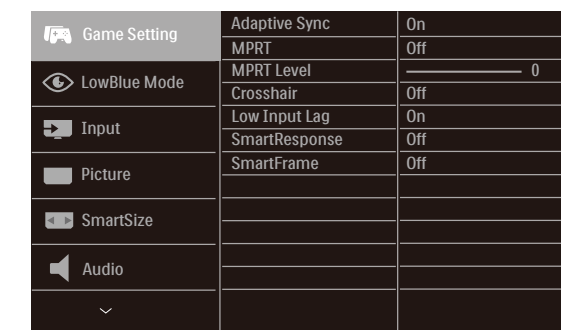 Game Setting
LowBlue Mode
Input
Picture
SmartSize
Audio
Adaptive Sync On
MPRT Off
MPRT Level 0
Crosshair Off
Low Input Lag On
SmartResponse Off
SmartFrame Off